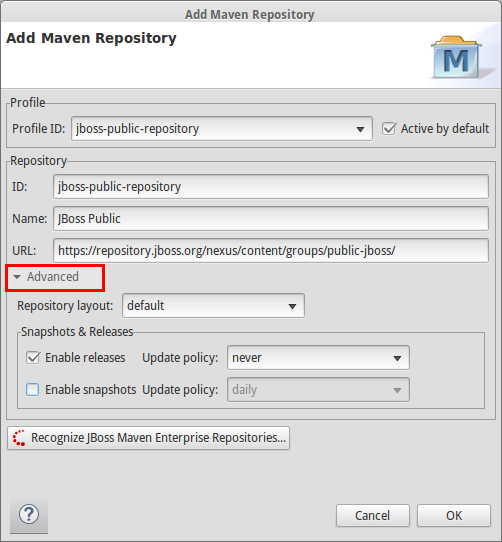 Add Maven Repository
Add Maven Repository
M
Profile
Profile ID: jboss-public-repository Active by default
Repository
ID: jboss-public-repository
Name: JBoss Public
URL: https://repository.jboss.org/nexus/content/groups/public-jboss/
Advanced
Repository layout: default
Snapshots & Releases
Enable releases Update policy: never
Enable snapshots Update policy: daily
Recognize JBoss Maven Enterprise Repositories...
? Cancel OK